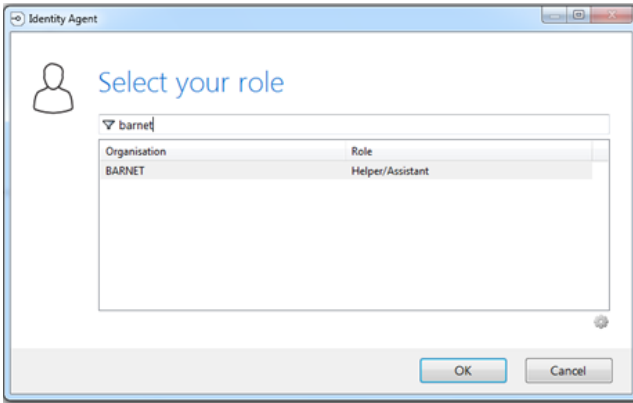 Identity Agent
Select your role
barnet
Organisation Role
BARNET Helper/Assistant
OK Cancel